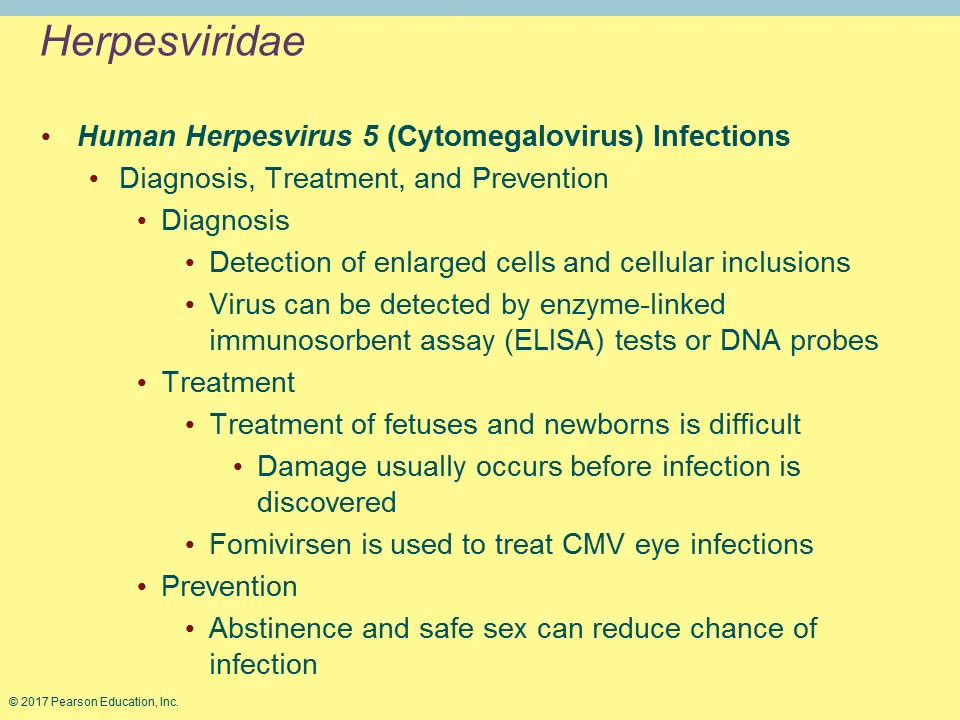 Herpesviridae
• Human Herpesvirus 5 (Cytomegalovirus) Infections
• Diagnosis, Treatment, and Prevention
• Diagnosis
• Detection of enlarged cells and cellular inclusions
• Virus can be detected by enzyme-linked
immunosorbent assay (ELISA) tests or DNA probes
• Treatment
• Treatment of fetuses and newborns is difficult
• Damage usually occurs before infection is
discovered
• Fomivirsen is used to treat CMV eye infections
• Prevention
• Abstinence and safe sex can reduce chance of
infection
© 2017 Pearson Education, Inc.